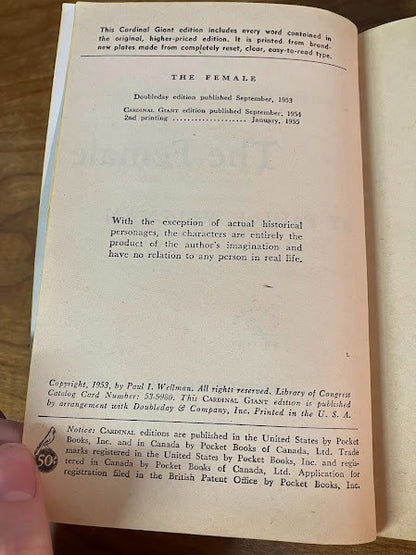 This Cardinal Giant edition includes every word contained in
the original, higher-priced edition. It is printed from brand-
new plates made from completely reset, clear, easy-to-read type.
THE FEMALE
Doubleday edition published September, 1953
CARDINAL GIANT edition published September, 1954
2nd printing .................... January, 1955
With the exception of actual historical
personages, the characters are entirely the
product of the author's imagination and
have no relation to any person in real life.
L
Copyright, 1953, by Paul I. Wellman. All rights reserved. Library of Congress
Catalog Card Number: 53-9980. This CARDINAL GIANT edition is published
by arrangement with Doubleday & Company, Inc. Printed in the U. S. A.
Notice: CARDINAL editions are published in the United States by Pocket
Books, Inc. and in Canada by Pocket Books of Canada, Ltd. Trade
marks registered in the United States by Pocket Books, Inc. and regis-
tered in Canada by Pocket Books of Canada, Ltd. Application for
registration filed in the British Patent Office by Pocket Books, Inc.
50¢
The Female